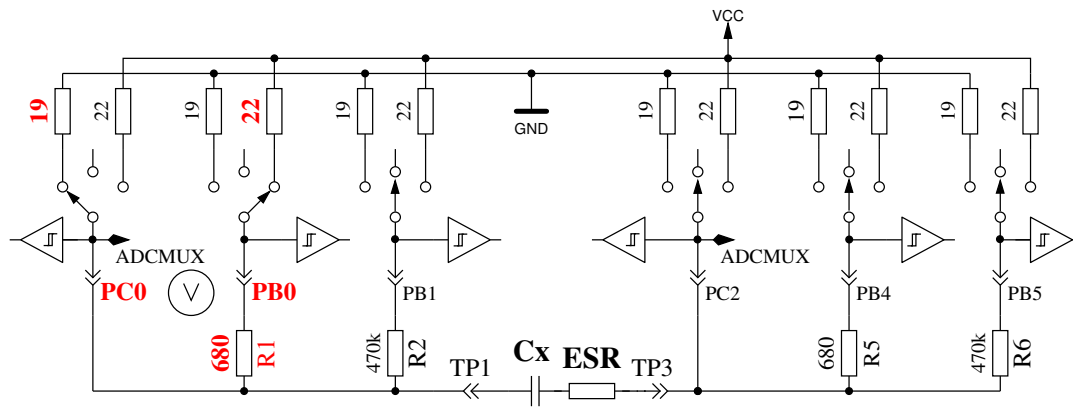 VCC
19
22
19
22
19
22
19
22
19
22
19
22
GND
ADCMUX
ADCMUX
PC0
V
PB0
PB1
PC2
PB4
PB5
680
R1
470k
R2
680
R5
470k
R6
TP1
Cx
ESR
TP3